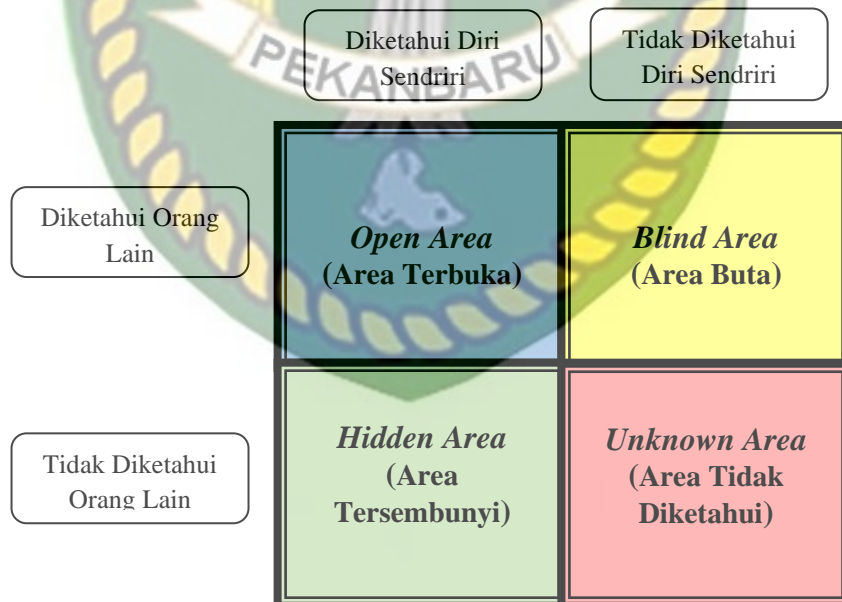 PEKANBARU
Diketahui Diri
Sendriri
Tidak Diketahui
Diri Sendriri
Diketahui Orang
Lain
Open Area
(Area Terbuka)
Blind Area
(Area Buta)
Tidak Diketahui
Orang Lain
Hidden Area
(Area
Tersembunyi)
Unknown Area
(Area Tidak
Diketahui)